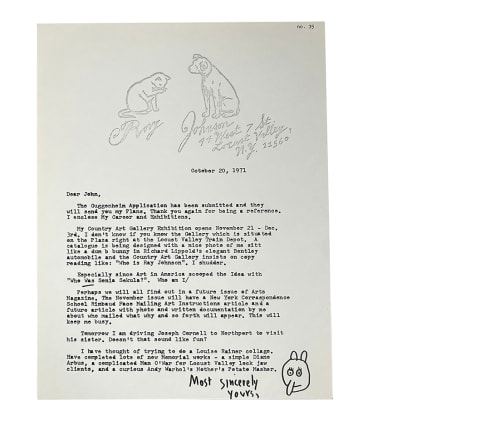 no. 35
Ray Johnson
44 West 7 St.
Locust Valley,
N.Y. 11560
October 20, 1971
Dear John,
The Guggenheim Application has been submitted and they
will send you my Plans. Thank you again for being a reference.
I enclose My Career and Exhibitions.
My Country Art Gallery Exhibition opens November 21 - Dec.
3rd. I don't know if you knew the Gallery which is situated
on the Plaza right at the Locust Valley Train Depot. A
catalogue is being designed with a nice photo of me sitt
like a dum b bunny in Richard Lippold's elegant Bentley
automobile and the Country Art Gallery insists on copy
reading like: "Who is Ray Johnson". I shudder.
Especially since Art in America accepted the idea with
"Who Was Sonja Sekula?". Who am I/
Perhaps we will all find out in a future issue of Arts
Magazine. The November issue will have a New York Correspondence
School Rimbaud Face Mailing Art Instructions article and a
future article with photo and written documentation by me
about who mailed what why and so forth will appear. This will
keep me busy.
Tomorrow I am driving Joseph Cornell to Northport to visit
his sister. Doesn't that sound like fun?
I have thought of trying to do a Louise Rainer collage.
Have completed lots of new Memorial works - a simple Diane
Arbus, a complicated Man O'War for Locust Valley lock jaw
clients, and a curious Andy Warhol's Mother's Potato Masher.
Most sincerely
yours,